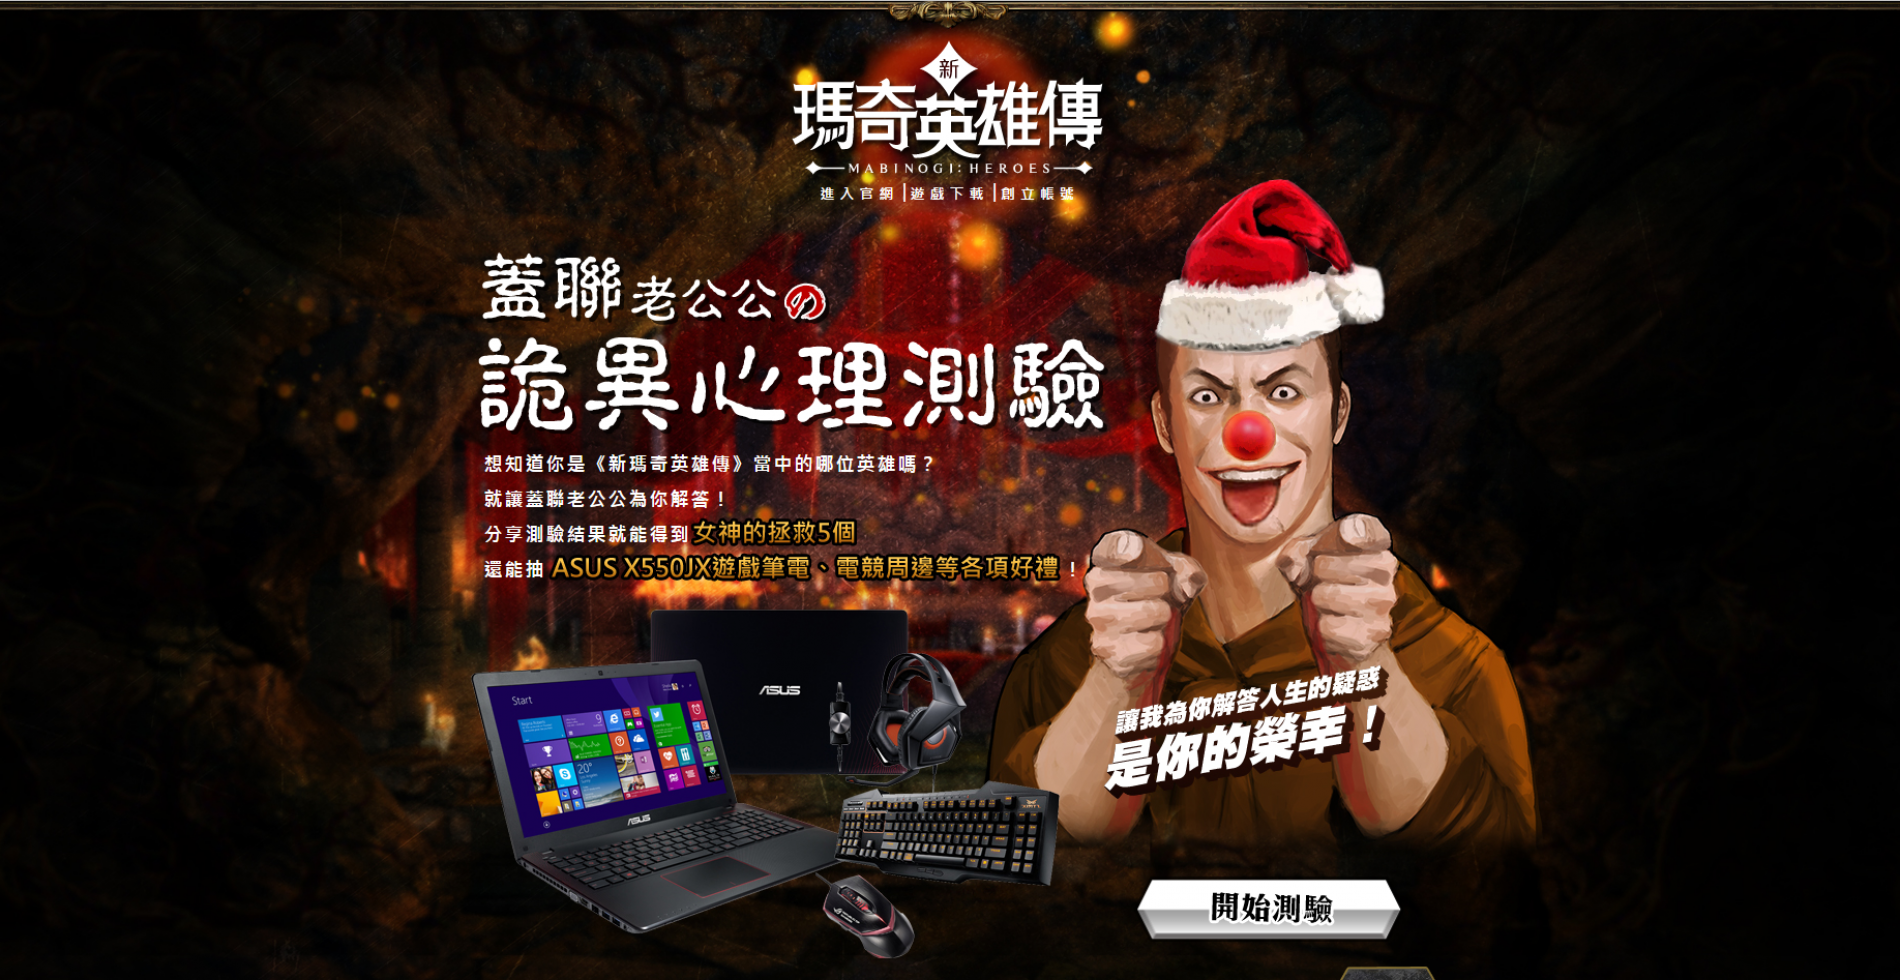 新
瑪奇英雄傳
MABINOGI: HEROES
進入官網|遊戲下載|創立帳號
蓋聯老公公の
詭異心理測驗
想知道你是《新瑪奇英雄傳》當中的哪位英雄嗎？
就讓蓋聯老公公為你解答！
分享測驗結果就能得到 女神的拯救5個
還能抽 ASUS X550JX遊戲筆電、電競周邊等各項好禮！
ASUS
Start
20°
ASUS
讓我為你解答人生的疑惑
是你的榮幸！
開始測驗